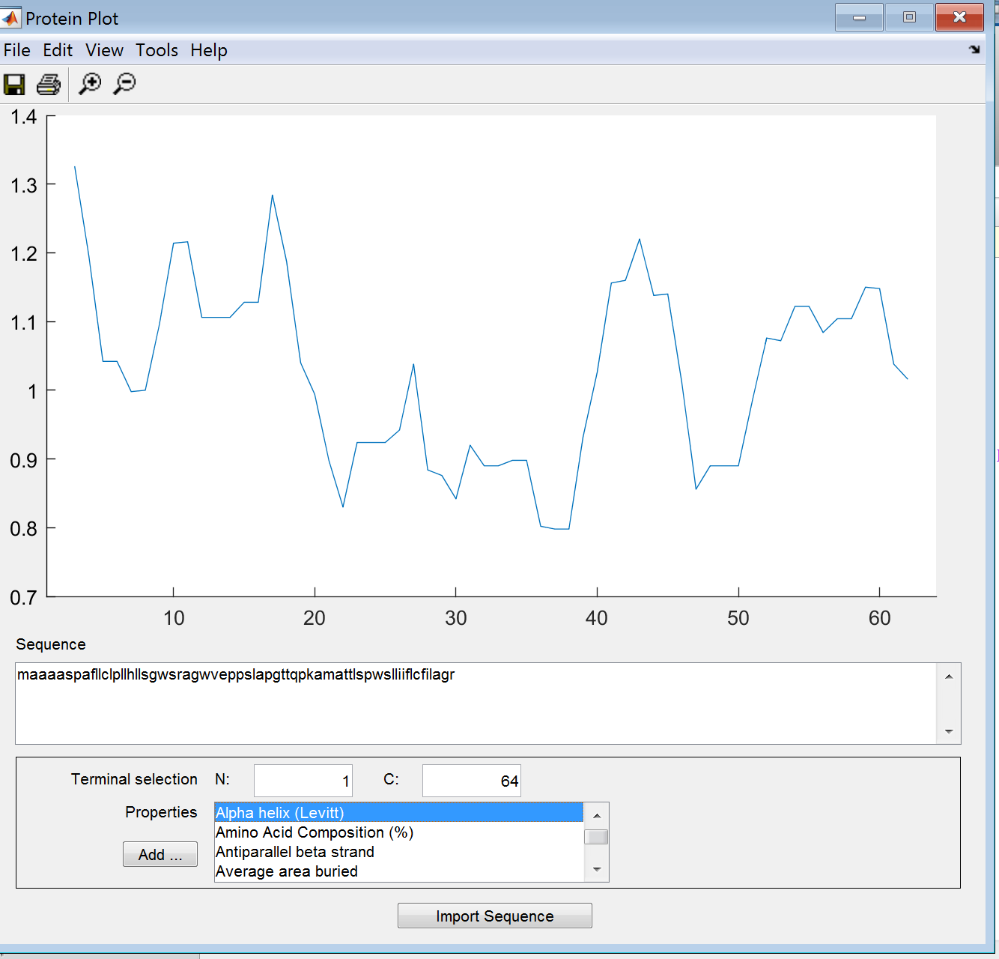 Protein Plot
File Edit View Tools Help
1.4
1.3
1.2
1.1
1
0.9
0.8
0.7
10 20 30 40 50 60
Sequence
maaaaspafllclpllhllsgwsragwveppslapgttqpkamattlspwslliiflcfilagr
Terminal selection N: 1 C: 64
Properties Alpha helix (Levitt)
Amino Acid Composition (%)
Add ... Antiparallel beta strand
Average area buried
Import Sequence